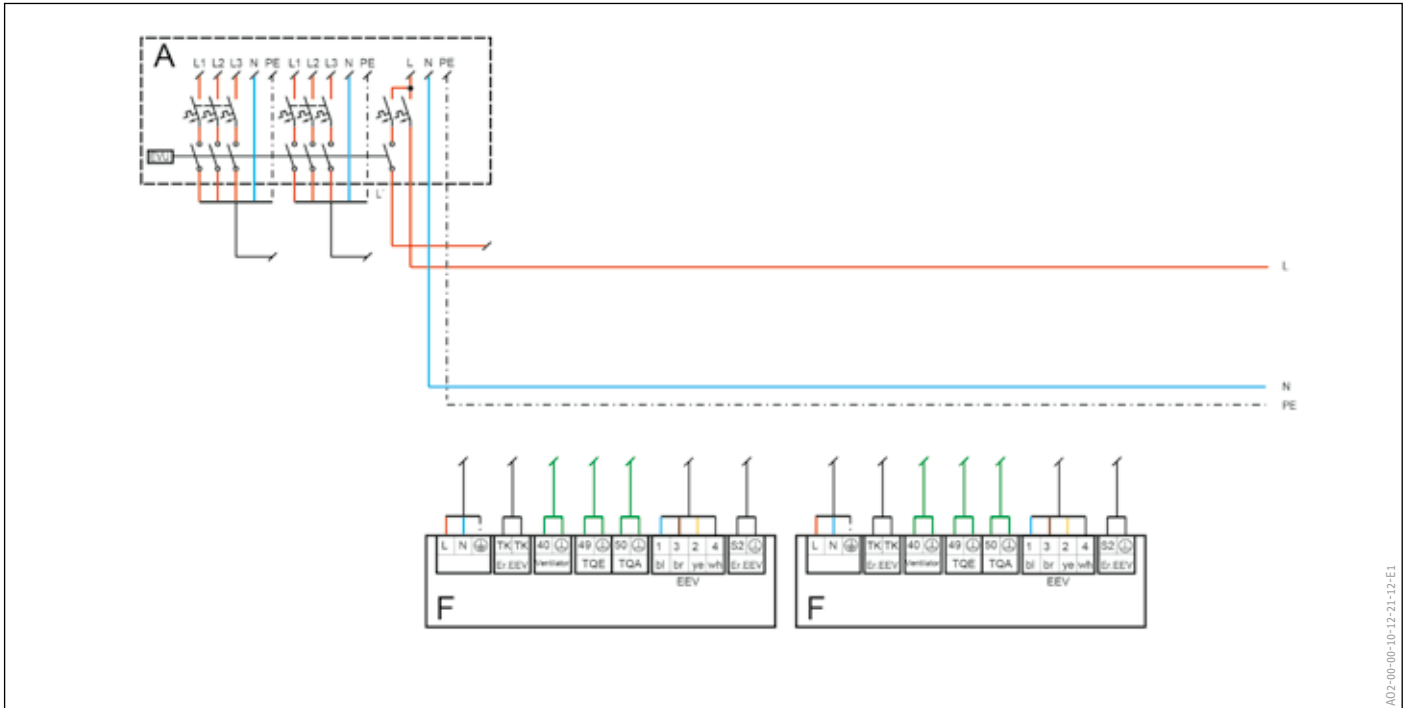 A
L1 L2 L3 N PE L1 L2 L3 N PE L N PE
EVU
L'
L
N
PE
L N TK TK 40 49 50 1 3 2 4 S2
Er.EEV Ventilator TQE TQA bl br ye wh Er.EEV
EEV
F
L N TK TK 40 49 50 1 3 2 4 S2
Er.EEV Ventilator TQE TQA bl br ye wh Er.EEV
EEV
F
A02-00-00-10-12-21-12-E1